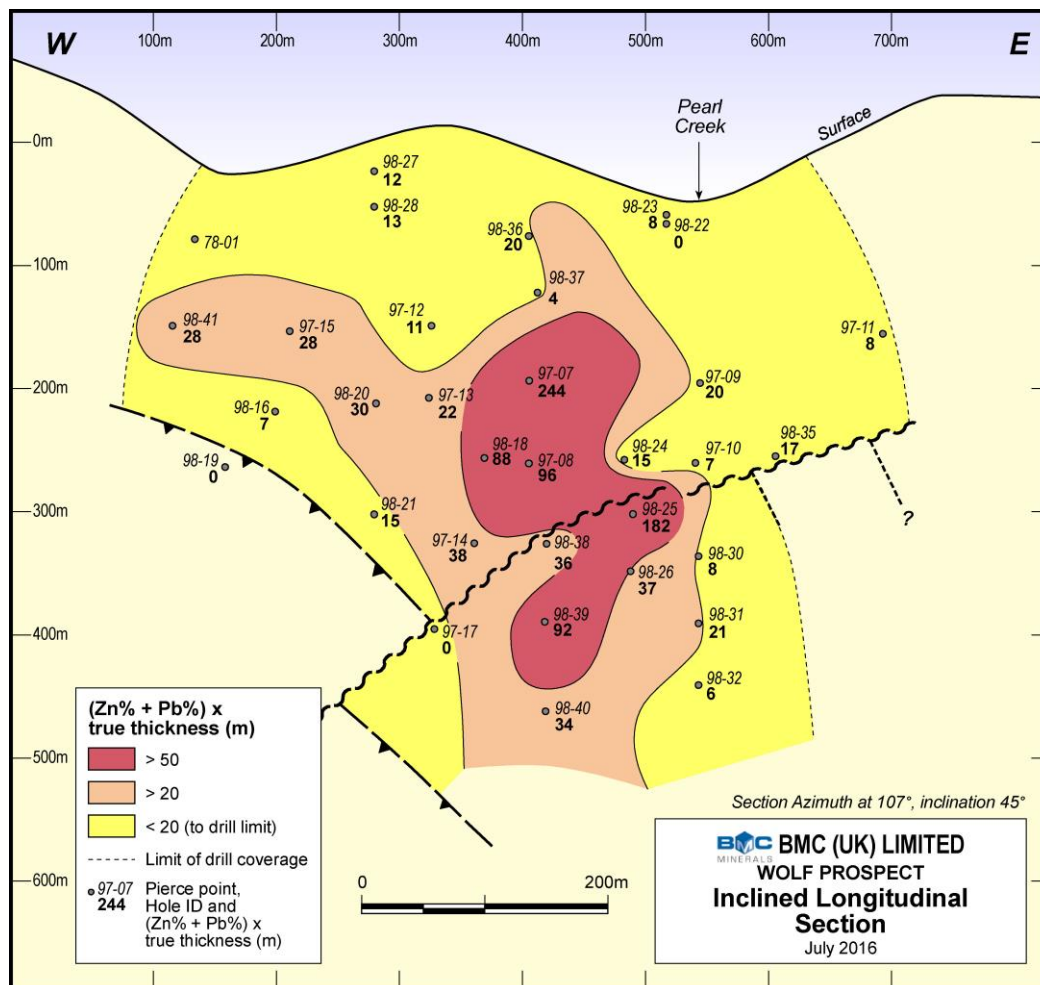 W
100m
200m
300m
400m
500m
600m
700m
E
Pearl
Creek
Surface
0m
98-27
12
98-28
13
98-23
8
98-22
0
98-36
20
78-01
100m
98-37
4
98-41
28
97-15
28
97-12
11
97-11
8
200m
97-07
244
97-09
20
98-20
30
97-13
22
98-16
7
98-18
88
97-08
96
98-24
15
97-10
7
98-35
17
98-19
0
300m
98-21
15
98-25
182
?
97-14
38
98-38
36
98-26
37
98-30
8
400m
97-17
0
98-39
92
98-31
21
98-32
6
98-40
34
500m
600m
(Zn% + Pb%) x
true thickness (m)
> 50
> 20
< 20 (to drill limit)
Limit of drill coverage
97-07
244
Pierce point,
Hole ID and
(Zn% + Pb%) x
true thickness (m)
0
200m
Section Azimuth at 107°, inclination 45°
BMC
MINERALS
BMC (UK) LIMITED
WOLF PROSPECT
Inclined Longitudinal
Section
July 2016